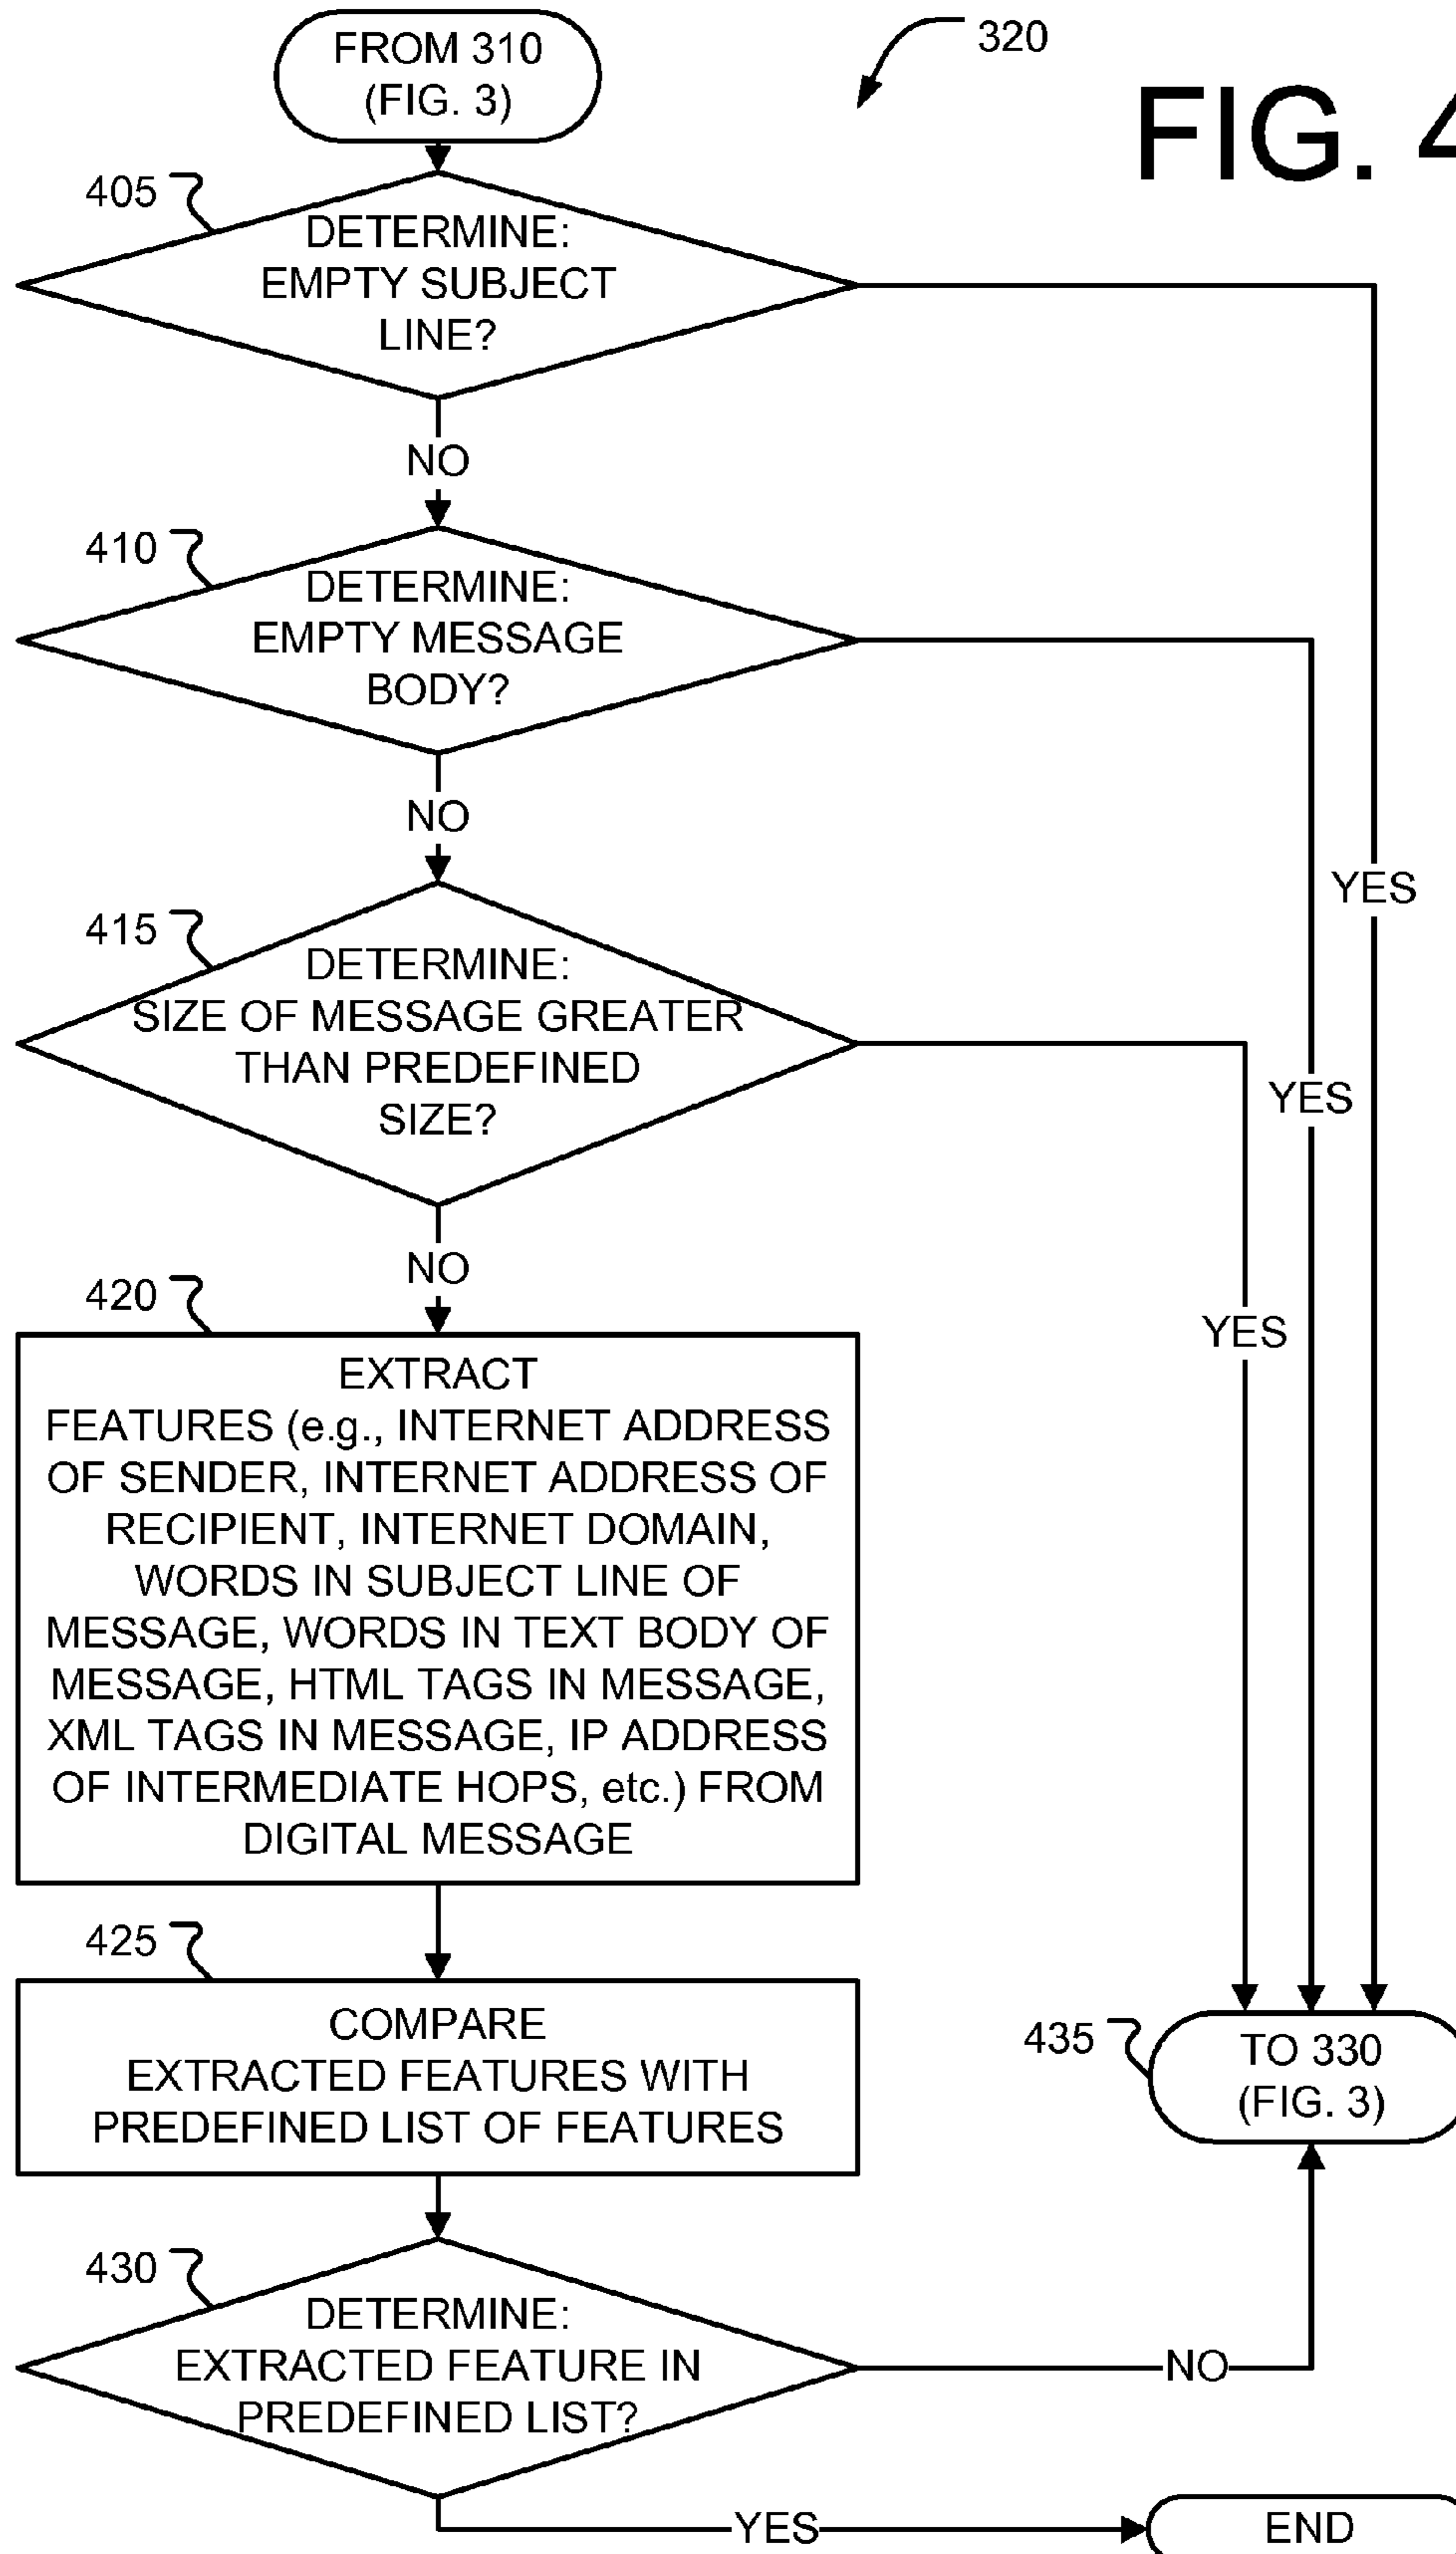 FROM 310
(FIG. 3)
320
FIG. 4
405
DETERMINE:
EMPTY SUBJECT
LINE?
NO
410
DETERMINE:
EMPTY MESSAGE
BODY?
NO
YES
415
DETERMINE:
SIZE OF MESSAGE GREATER
THAN PREDEFINED
SIZE?
YES
NO
YES
420
EXTRACT
FEATURES (e.g., INTERNET ADDRESS
OF SENDER, INTERNET ADDRESS OF
RECIPIENT, INTERNET DOMAIN,
WORDS IN SUBJECT LINE OF
MESSAGE, WORDS IN TEXT BODY OF
MESSAGE, HTML TAGS IN MESSAGE,
XML TAGS IN MESSAGE, IP ADDRESS
OF INTERMEDIATE HOPS, etc.) FROM
DIGITAL MESSAGE
425
COMPARE
EXTRACTED FEATURES WITH
PREDEFINED LIST OF FEATURES
435
TO 330
(FIG. 3)
430
DETERMINE:
EXTRACTED FEATURE IN
PREDEFINED LIST?
NO
YES
END